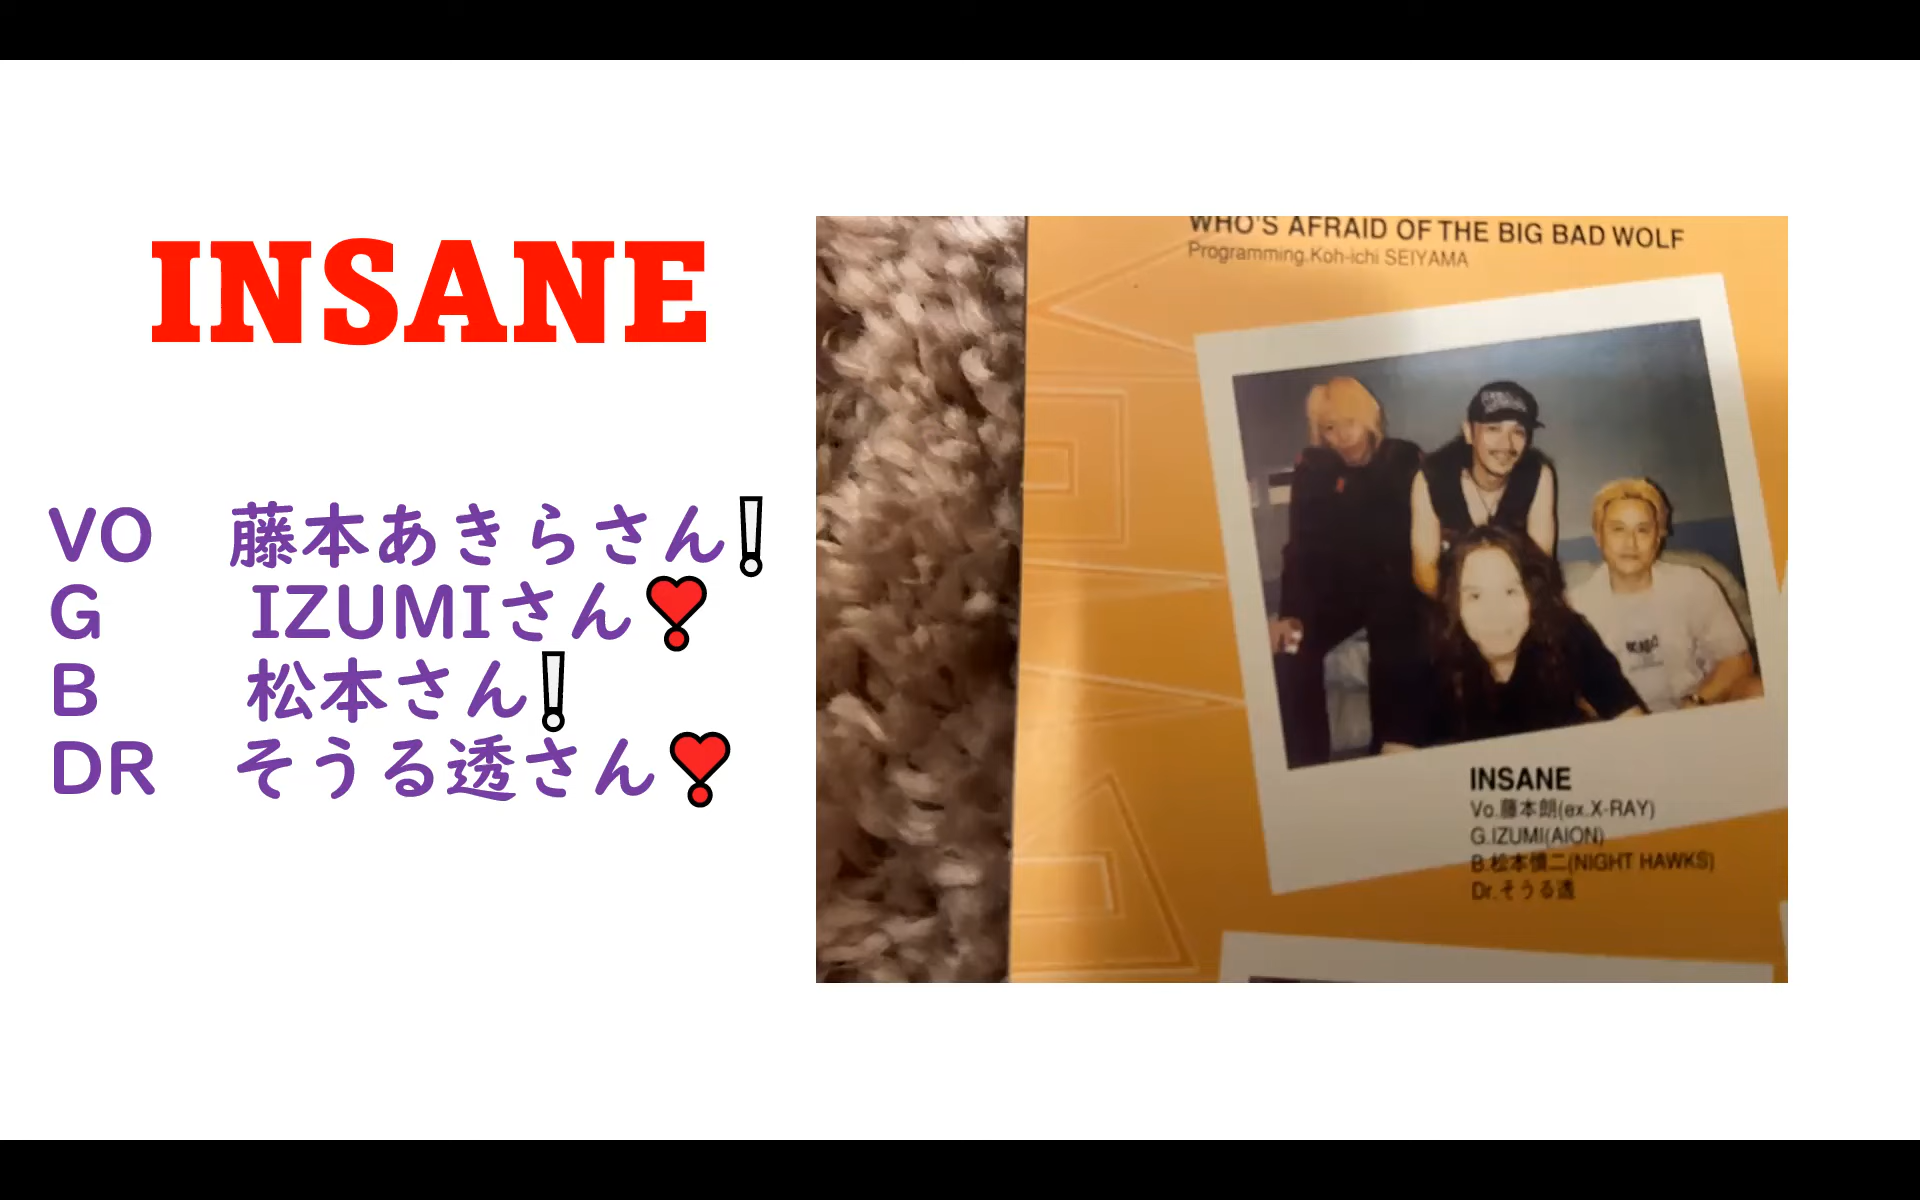 INSANE
VO 藤本あきらさん❕
G IZUMIさん❣
B 松本さん❕
DR そうる透さん❣
WHO'S AFRAID OF THE BIG BAD WOLF
Programming.Koh-ichi SEIYAMA
INSANE
Vo.藤本朗(ex.X-RAY)
G.IZUMI(AION)
B.松本慎二(NIGHT HAWKS)
Dr.そうる透